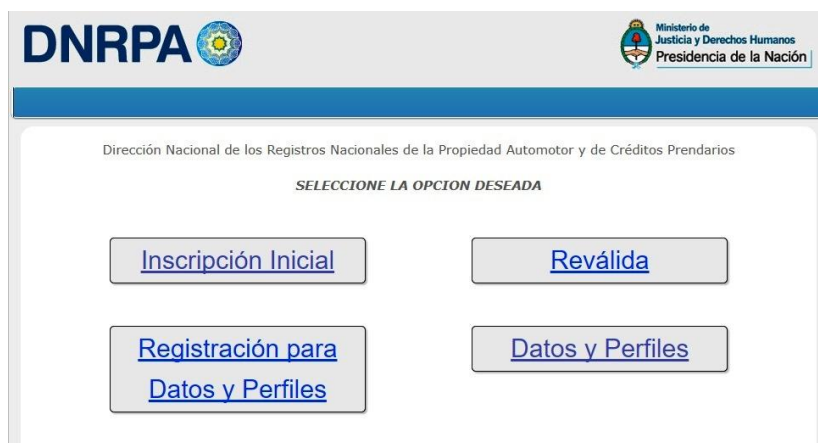 DNRPA
Ministerio de
Justicia y Derechos Humanos
Presidencia de la Nación
Dirección Nacional de los Registros Nacionales de la Propiedad Automotor y de Créditos Prendarios
SELECCIONE LA OPCION DESEADA
Inscripción Inicial
Reválida
Registración para
Datos y Perfiles
Datos y Perfiles